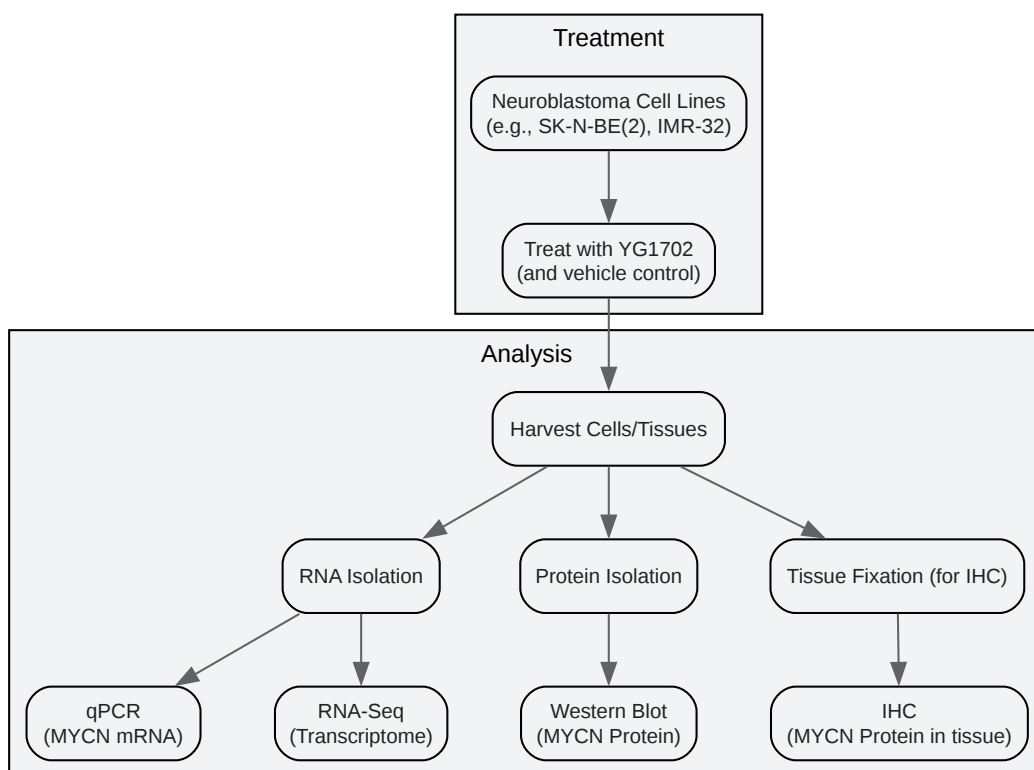 Treatment
Neuroblastoma Cell Lines
(e.g., SK-N-BE(2), IMR-32)
Treat with YG1702
(and vehicle control)
Analysis
Harvest Cells/Tissues
RNA Isolation
Protein Isolation
Tissue Fixation (for IHC)
qPCR
(MYCN mRNA)
RNA-Seq
(Transcriptome)
Western Blot
(MYCN Protein)
IHC
(MYCN Protein in tissue)